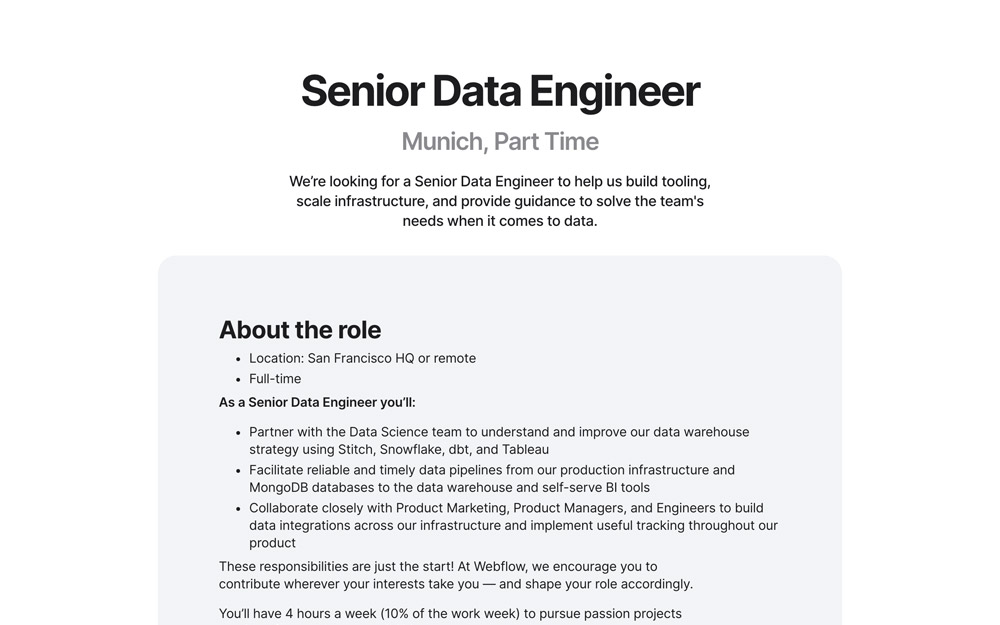 Senior Data Engineer
Munich, Part Time
We’re looking for a Senior Data Engineer to help us build tooling,
scale infrastructure, and provide guidance to solve the team's
needs when it comes to data.
About the role
• Location: San Francisco HQ or remote
• Full-time
As a Senior Data Engineer you’ll:
• Partner with the Data Science team to understand and improve our data warehouse
strategy using Stitch, Snowflake, dbt, and Tableau
• Facilitate reliable and timely data pipelines from our production infrastructure and
MongoDB databases to the data warehouse and self-serve BI tools
• Collaborate closely with Product Marketing, Product Managers, and Engineers to build
data integrations across our infrastructure and implement useful tracking throughout our
product
These responsibilities are just the start! At Webflow, we encourage you to
contribute wherever your interests take you — and shape your role accordingly.
You’ll have 4 hours a week (10% of the work week) to pursue passion projects